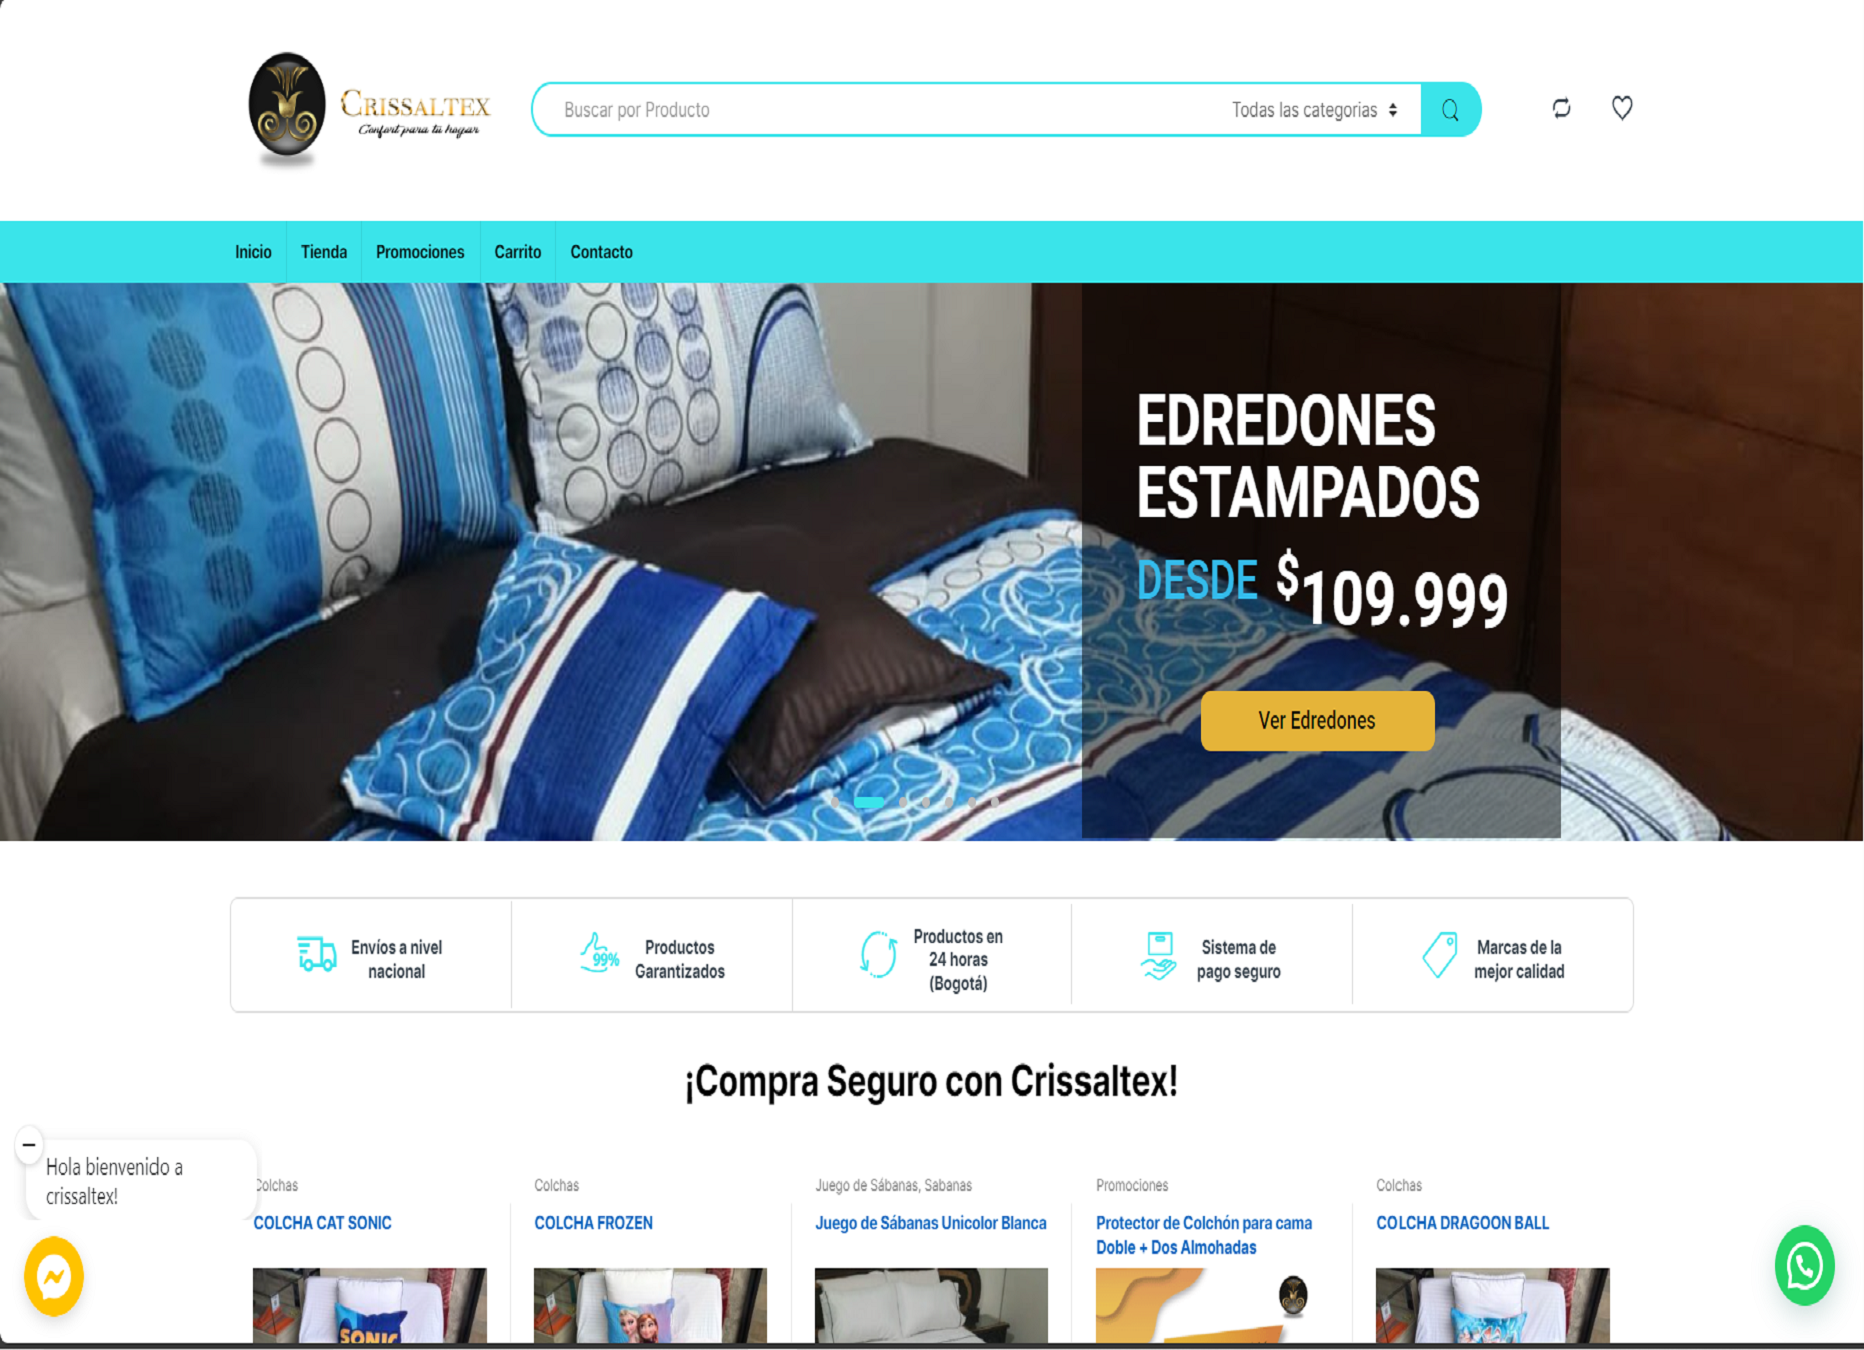 CRISSALTEX
Confort para tú hogar
Buscar por Producto
Todas las categorias
Inicio
Tienda
Promociones
Carrito
Contacto
EDREDONES
ESTAMPADOS
DESDE $109.999
Ver Edredones
Envíos a nivel
nacional
99%
Productos
Garantizados
Productos en
24 horas
(Bogotá)
Sistema de
pago seguro
Marcas de la
mejor calidad
¡Compra Seguro con Crissaltex!
Hola bienvenido a
crissaltex!
Colchas
COLCHA CAT SONIC
SONIC
Colchas
COLCHA FROZEN
Juego de Sábanas, Sabanas
Juego de Sábanas Unicolor Blanca
Promociones
Protector de Colchón para cama
Doble + Dos Almohadas
Colchas
COLCHA DRAGOON BALL